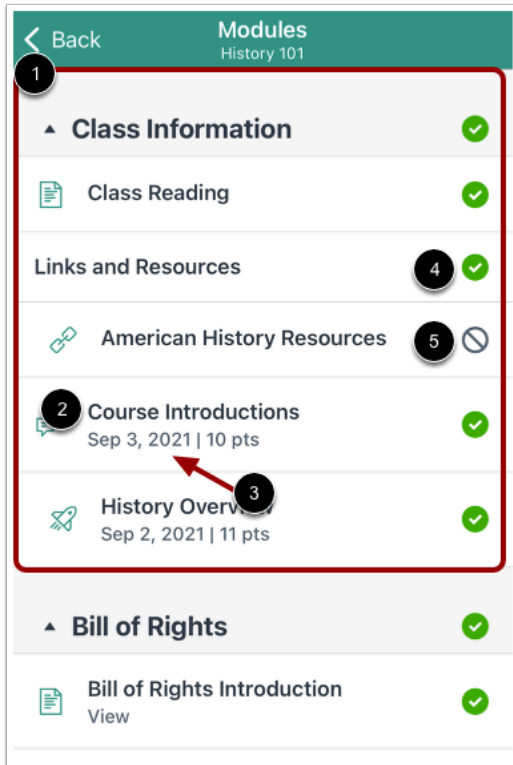 Back
Modules
History 101
1
Class Information
Class Reading
Links and Resources
4
American History Resources
5
2
Course Introductions
Sep 3, 2021 | 10 pts
3
History
Sep 2, 2021 | 11 pts
Bill of Rights
Bill of Rights Introduction
View